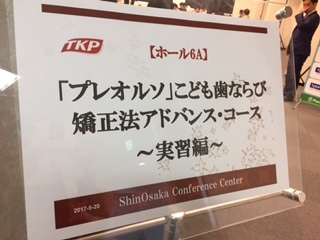 TKP
【ホール6A】
「プレオルソ」こども歯ならび
矯正法アドバンス・コース
～実習編～
2017-5-20
ShinOsaka Conference Center